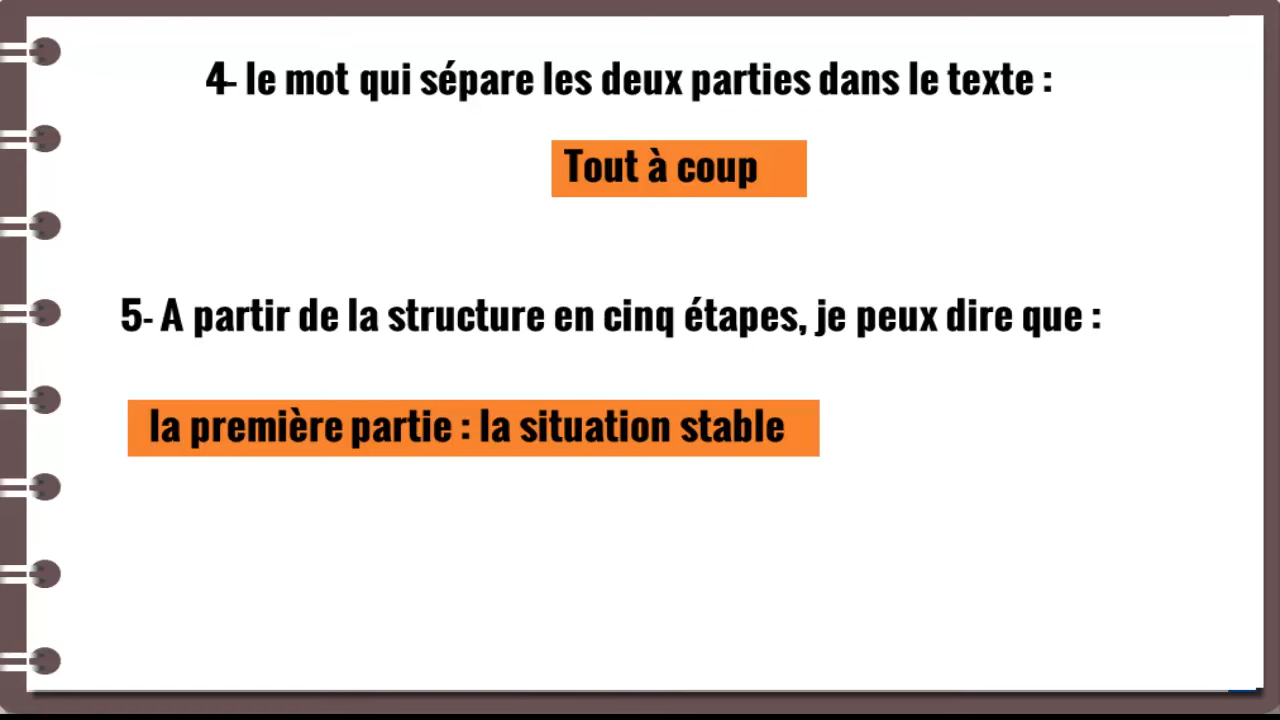 4- le mot qui sépare les deux parties dans le texte :
Tout à coup
5- A partir de la structure en cinq étapes, je peux dire que :
la première partie : la situation stable